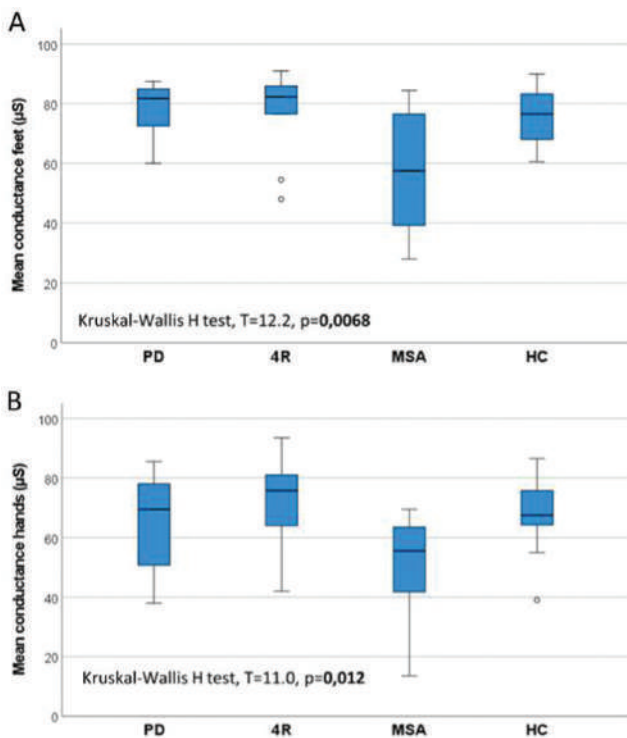 A
Mean conductance feet (µS)
100
80
60
40
20
0
Kruskal-Wallis H test, T=12.2, p=0,0068
PD 4R MSA HC
B
Mean conductance hands (µS)
100
80
60
40
20
0
Kruskal-Wallis H test, T=11.0, p=0,012
PD 4R MSA HC